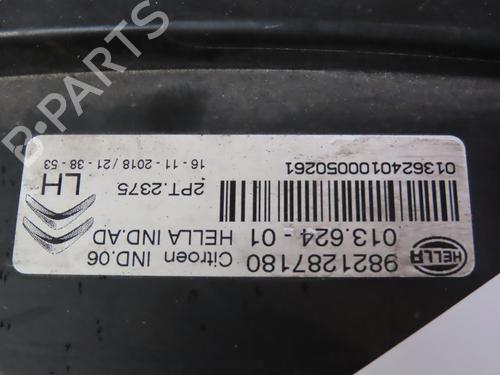 B-PARTS
HELLA
9821287180
Citroen IND.06
013.624-01
HELLA IND.AD
013624010000050261
2PT.2375
LH
16-11-2018/21-38-53